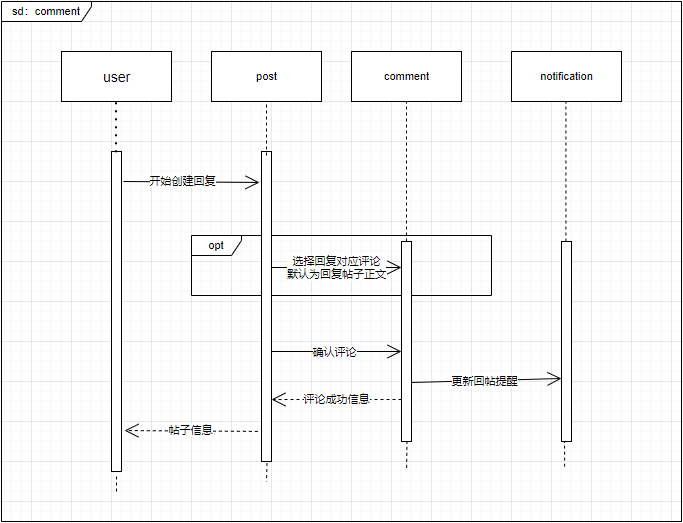 sd: comment
user
post
comment
notification
开始创建回复
opt
选择回复对应评论
默认为回复帖子正文
确认评论
更新回帖提醒
评论成功信息
帖子信息